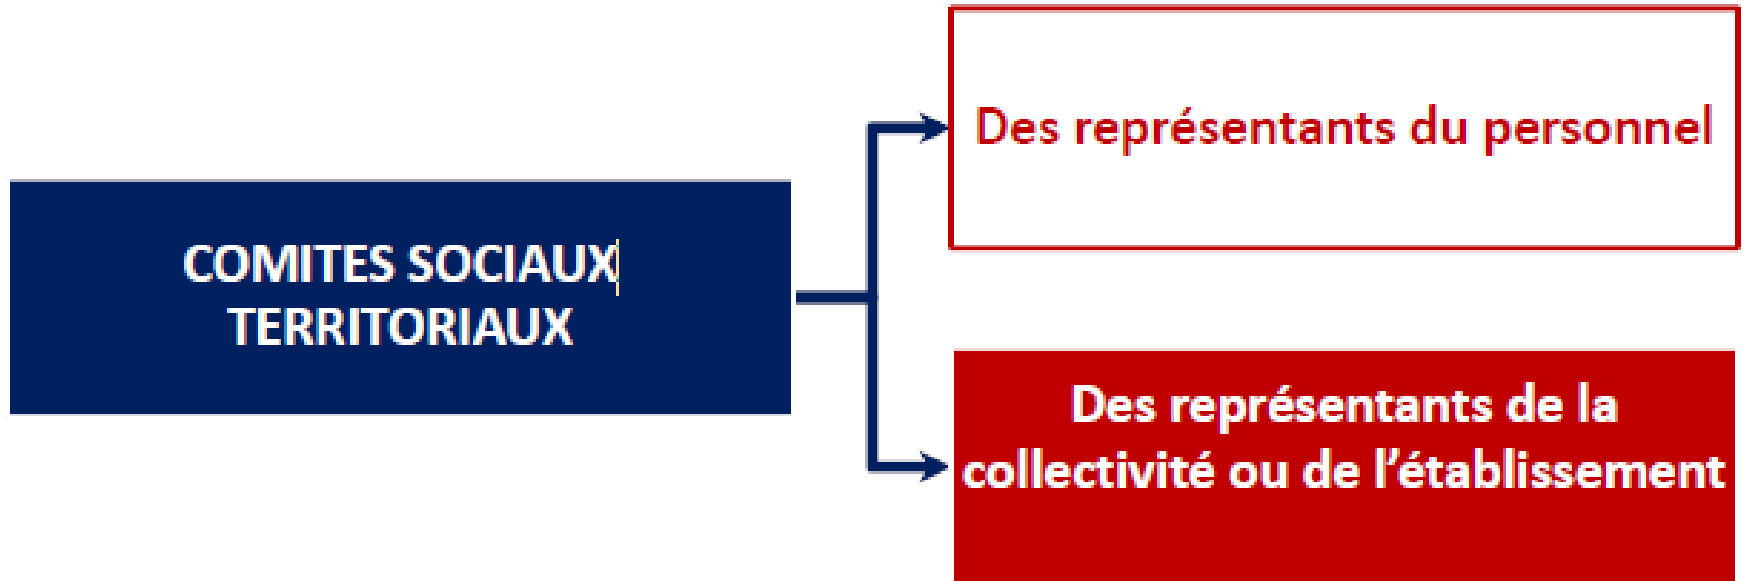 COMITES SOCIAUX
TERRITORIAUX
Des représentants du personnel
Des représentants de la
collectivité ou de l’établissement